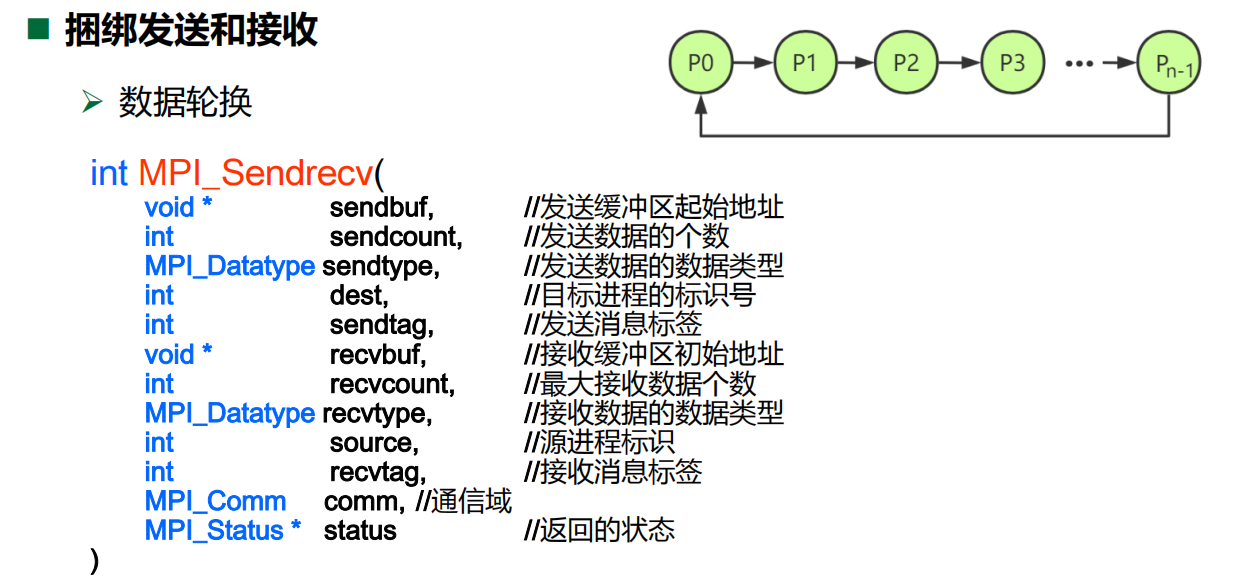 捆绑发送和接收
数据轮换
P0 P1 P2 P3 ••• Pn-1
int MPI_Sendrecv(
void * sendbuf, //发送缓冲区起始地址
int sendcount, //发送数据的个数
MPI_Datatype sendtype, //发送数据的数据类型
int dest, //目标进程的标识号
int sendtag, //发送消息标签
void * recvbuf, //接收缓冲区初始地址
int recvcount, //最大接收数据个数
MPI_Datatype recvtype, //接收数据的数据类型
int source, //源进程标识
int recvtag, //接收消息标签
MPI_Comm comm, //通信域
MPI_Status * status //返回的状态
)